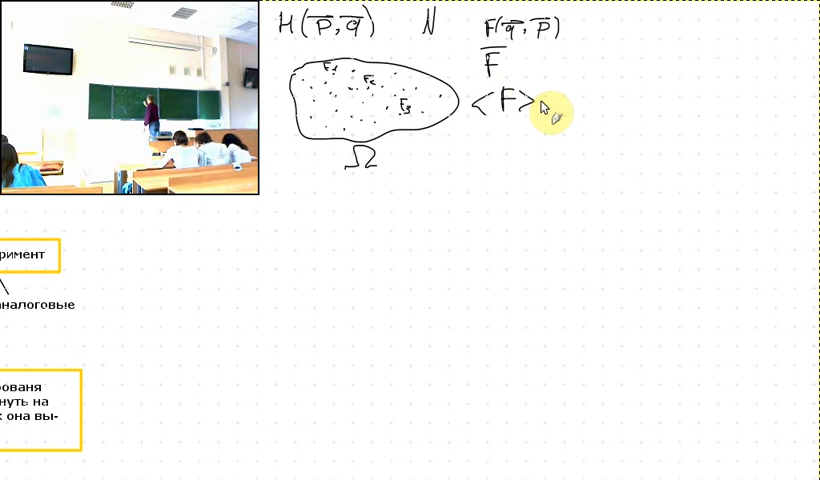 H(p⃗,q⃗) N F(q⃗,p⃗)
F̅
F₁
F₂
F₃
<F>
Ω
римент
аналоговые
рованя
нуть на
к она вы-